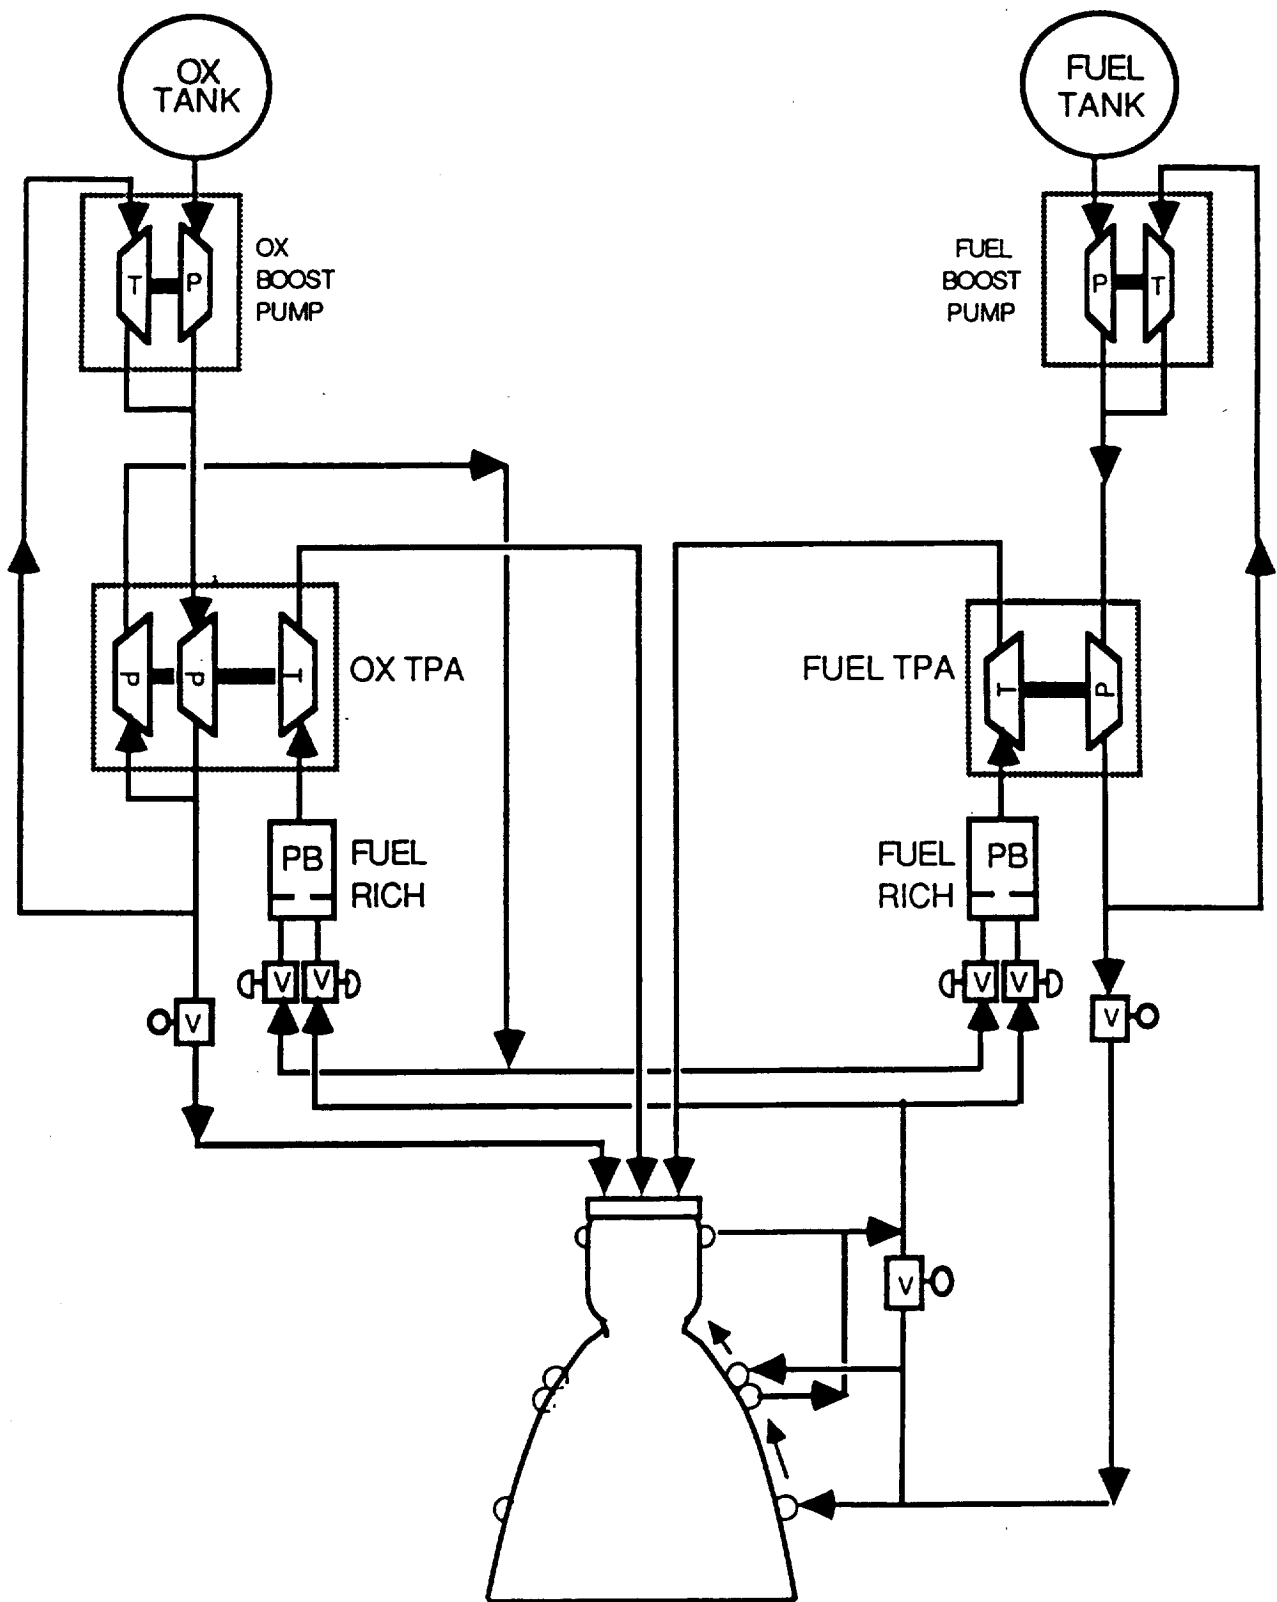 OX
TANK
FUEL
TANK
T
P
OX
BOOST
PUMP
FUEL
BOOST
PUMP
P
T
P
P
T
OX TPA
FUEL TPA
T
P
PB
FUEL
RICH
FUEL
RICH
PB
V
V
V
V
V
V
V